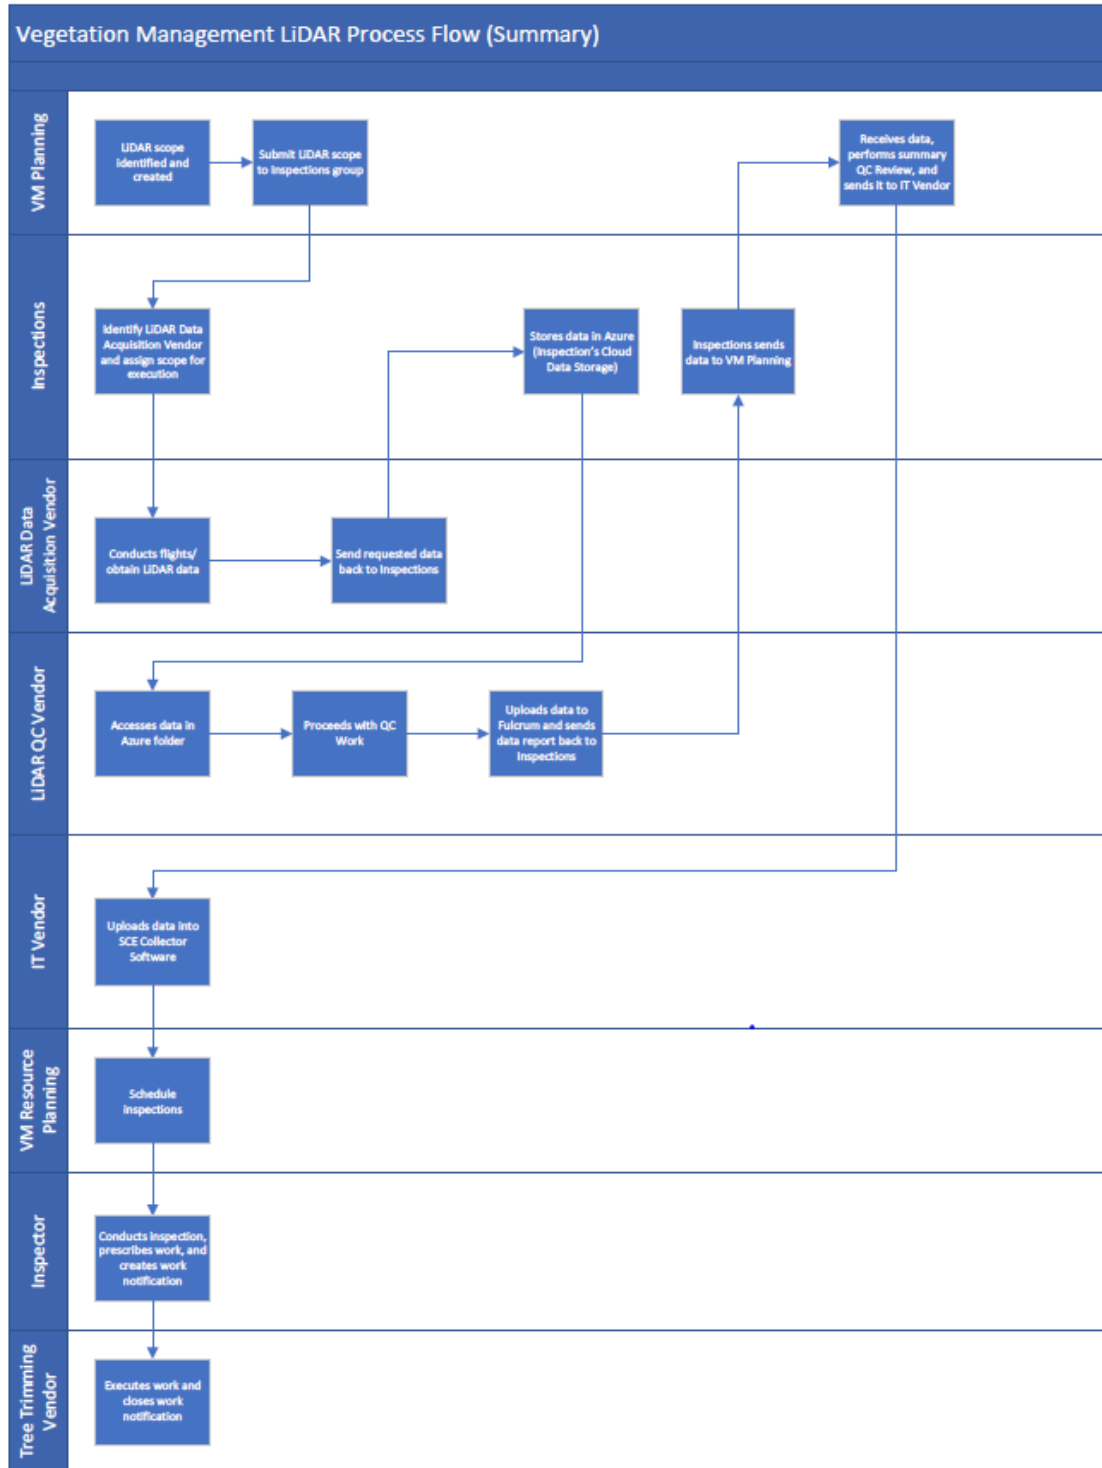 Vegetation Management LiDAR Process Flow (Summary)
VM Planning
LiDAR scope
identified and
created
Submit LiDAR scope
to Inspections group
Receives data,
performs summary
QC Review, and
sends it to IT Vendor
Inspections
Identify LiDAR Data
Acquisition Vendor
and assign scope for
execution
Stores data in Azure
(Inspection's Cloud
Data Storage)
Inspections sends
data to VM Planning
LiDAR Data
Acquisition Vendor
Conducts flights/
obtain LiDAR data
Send requested data
back to Inspections
LiDAR QC Vendor
Accesses data in
Azure folder
Proceeds with QC
Work
Uploads data to
Fulcrum and sends
data report back to
Inspections
IT Vendor
Uploads data into
SCE Collector
Software
VM Resource
Planning
Schedule
inspections
Inspector
Conducts inspection,
prescribes work, and
creates work
notification
Tree Trimming
Vendor
Executes work and
closes work
notification